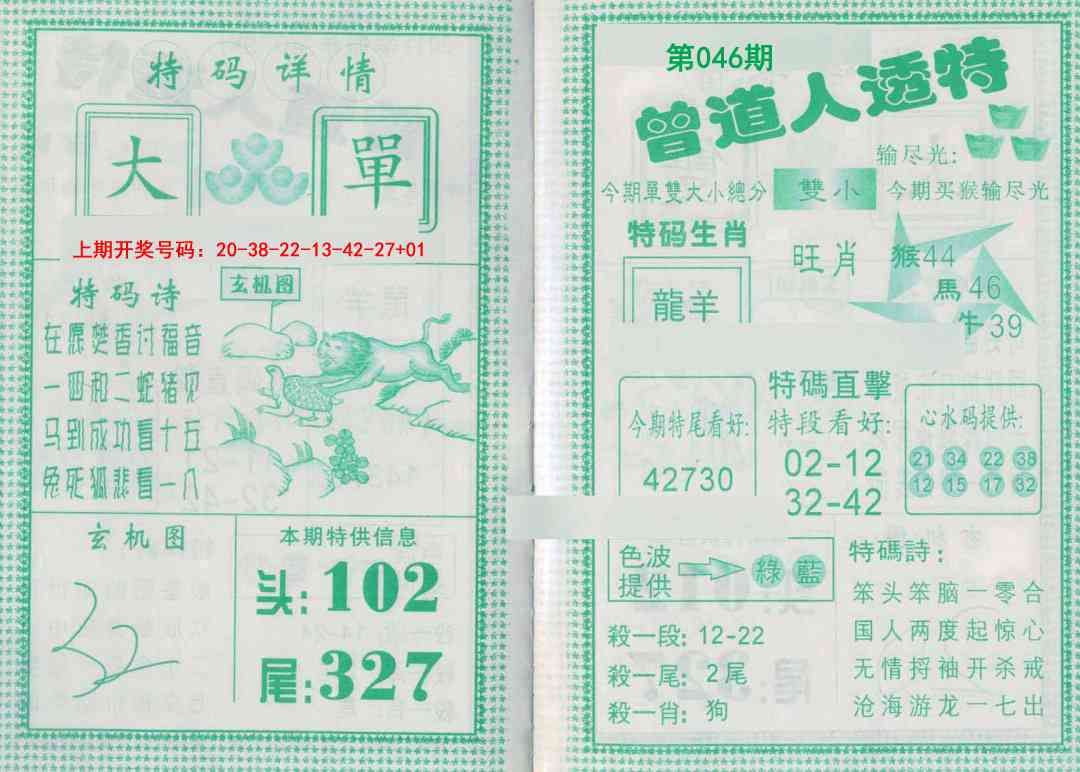 特码详情
大 單
上期开奖号码：20-38-22-13-42-27+01
特码诗
在愿焚香讨福音
一四和二蛇猪见
马到成功看十五
兔死狐悲看一八
玄机图
玄机图
32
本期特供信息
头:102
尾:327
第046期
曾道人透特
输尽光:
今期單雙大小總分 雙小 今期买猴输尽光
特码生肖
龍羊
旺肖
猴44
馬46
牛39
今期特尾看好:
42730
特碼直擊
特段看好:
02-12
32-42
心水码提供:
21 34 22 38
12 15 17 32
色波
提供
綠 藍
殺一段: 12-22
殺一尾: 2尾
殺一肖: 狗
特碼詩:
笨头笨脑一零合
国人两度起惊心
无情捋袖开杀戒
沧海游龙一七出